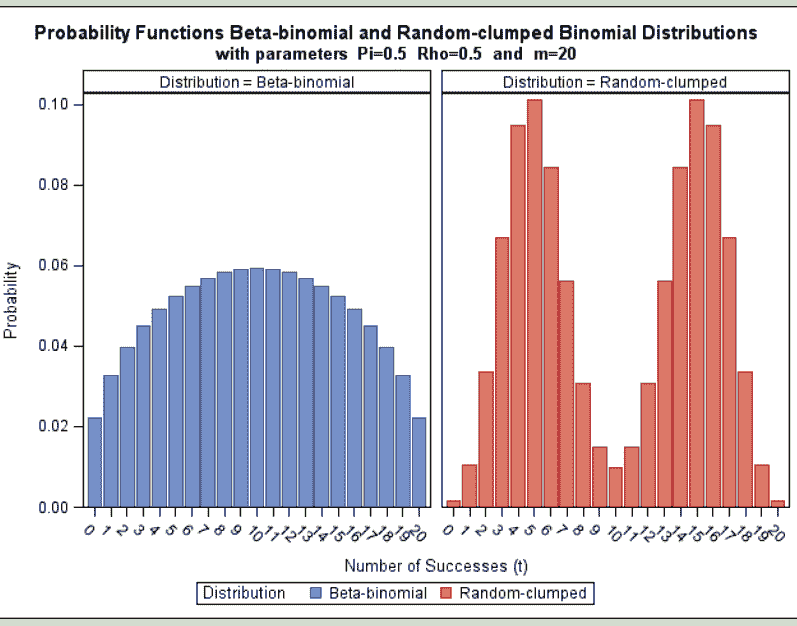 Probability Functions Beta-binomial and Random-clumped Binomial Distributions
with parameters Pi=0.5 Rho=0.5 and m=20
Distribution = Beta-binomial
Distribution = Random-clumped
0.10
0.08
0.06
0.04
0.02
0.00
Probability
0 1 2 3 4 5 6 7 8 9 10 11 12 13 14 15 16 17 18 19 20
0 1 2 3 4 5 6 7 8 9 10 11 12 13 14 15 16 17 18 19 20
Number of Successes (t)
Distribution Beta-binomial Random-clumped